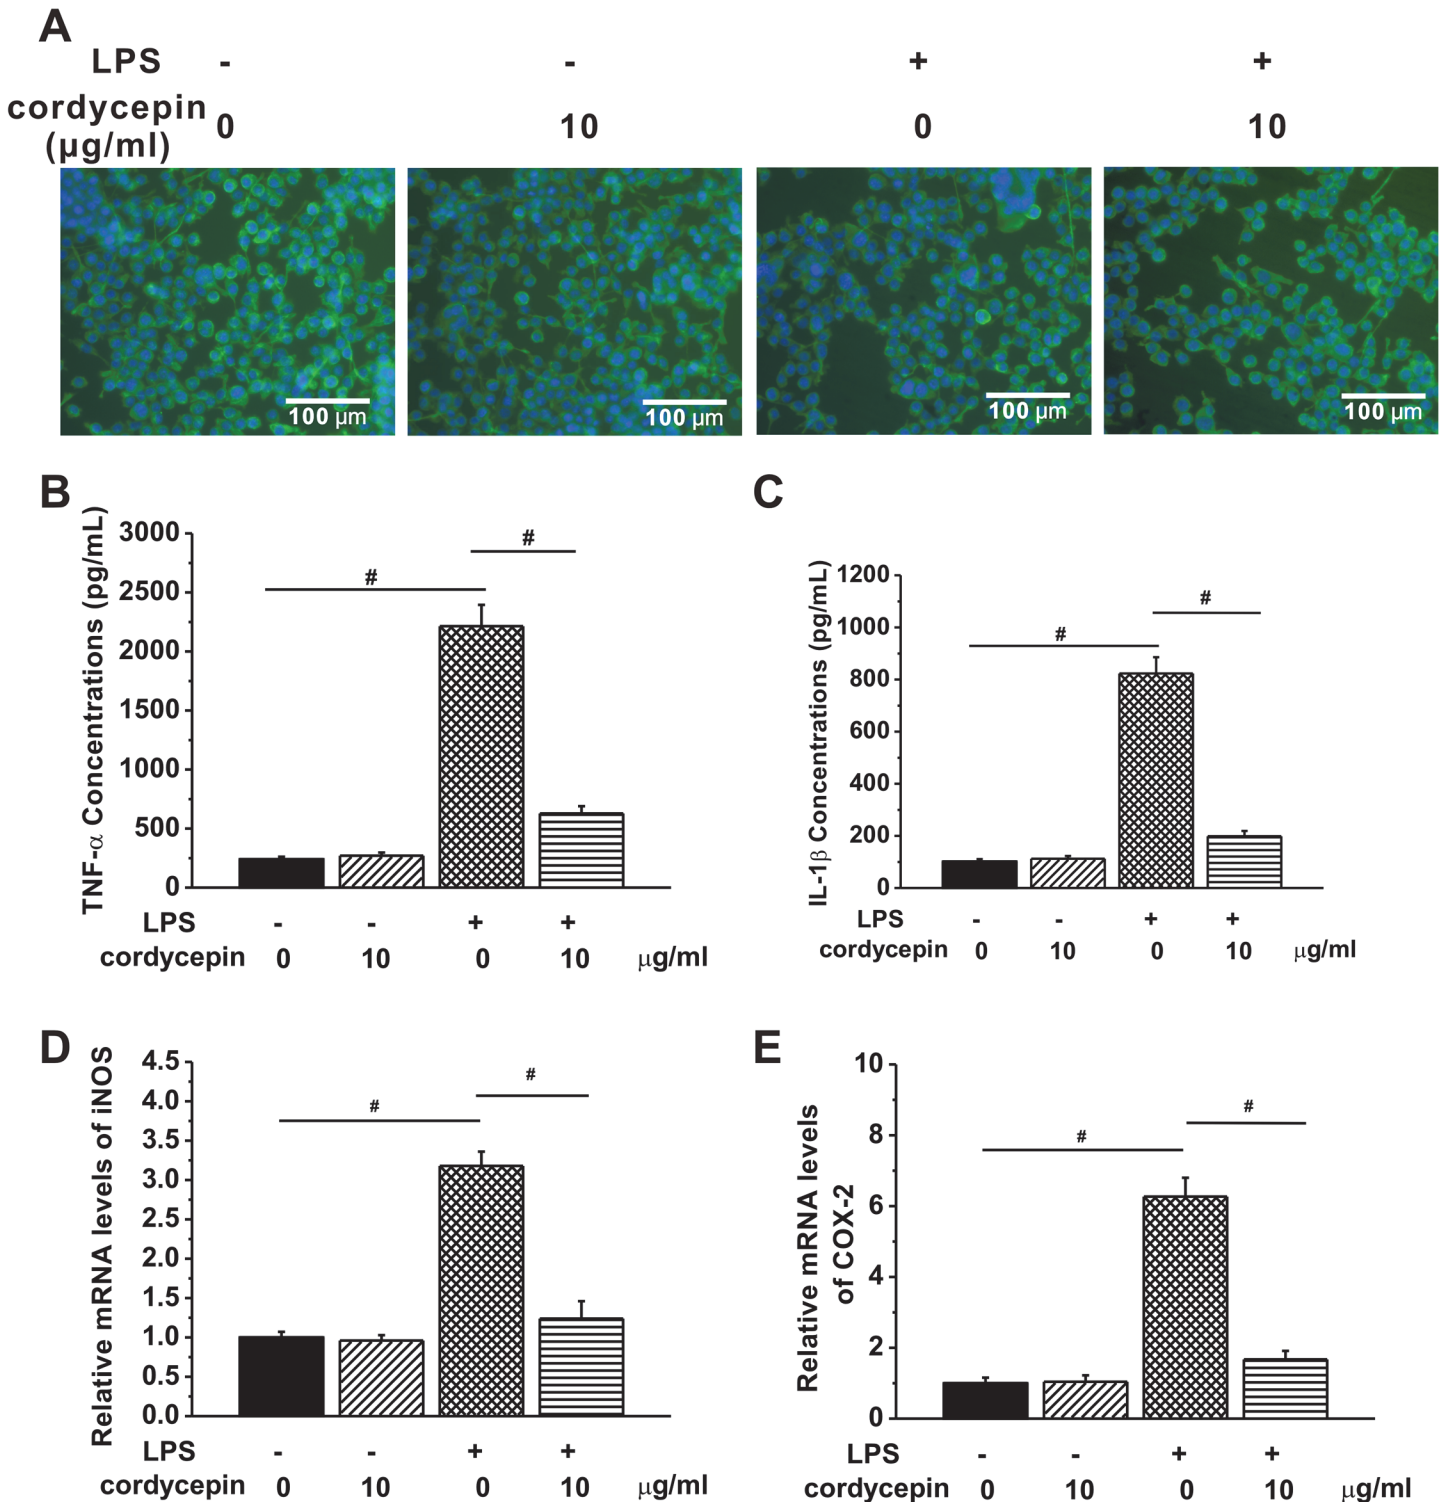 A
LPS - - + +
cordycepin
(μg/ml) 0 10 0 10
100 μm 100 μm 100 μm 100 μm
B
TNF-α Concentrations (pg/mL)
3000
2500
2000
1500
1000
500
0
# #
LPS - - + +
cordycepin 0 10 0 10 μg/ml
C
IL-1β Concentrations (pg/mL)
1200
1000
800
600
400
200
0
# #
LPS - - + +
cordycepin 0 10 0 10 μg/ml
D
Relative mRNA levels of iNOS
4.5
4.0
3.5
3.0
2.5
2.0
1.5
1.0
0.5
0.0
# #
LPS - - + +
cordycepin 0 10 0 10 μg/ml
E
Relative mRNA levels
of COX-2
10
8
6
4
2
0
# #
LPS - - + +
cordycepin 0 10 0 10 μg/ml